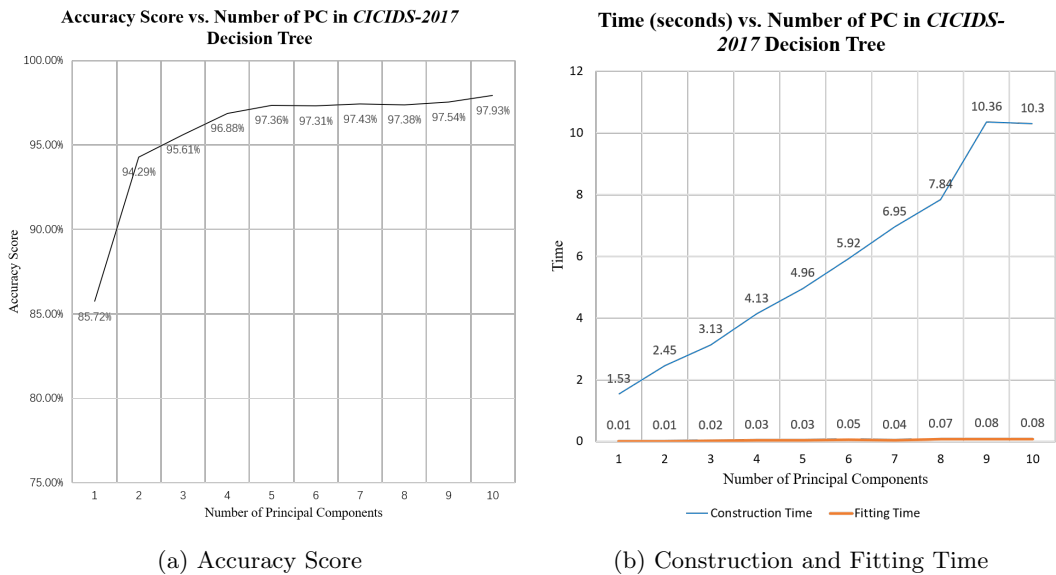 Accuracy Score vs. Number of PC in CICIDS-2017
Decision Tree
100.00%
95.00%
90.00%
85.00%
80.00%
75.00%
Accuracy Score
85.72%
94.29%
95.61%
96.88%
97.36%
97.31%
97.43%
97.38%
97.54%
97.93%
1 2 3 4 5 6 7 8 9 10
Number of Principal Components
(a) Accuracy Score
Time (seconds) vs. Number of PC in CICIDS-
2017 Decision Tree
12
10
8
6
4
2
0
Time
1.53
2.45
3.13
4.13
4.96
5.92
6.95
7.84
10.36
10.3
0.01 0.01 0.02 0.03 0.03 0.05 0.04 0.07 0.08 0.08
1 2 3 4 5 6 7 8 9 10
Number of Principal Components
Construction Time Fitting Time
(b) Construction and Fitting Time